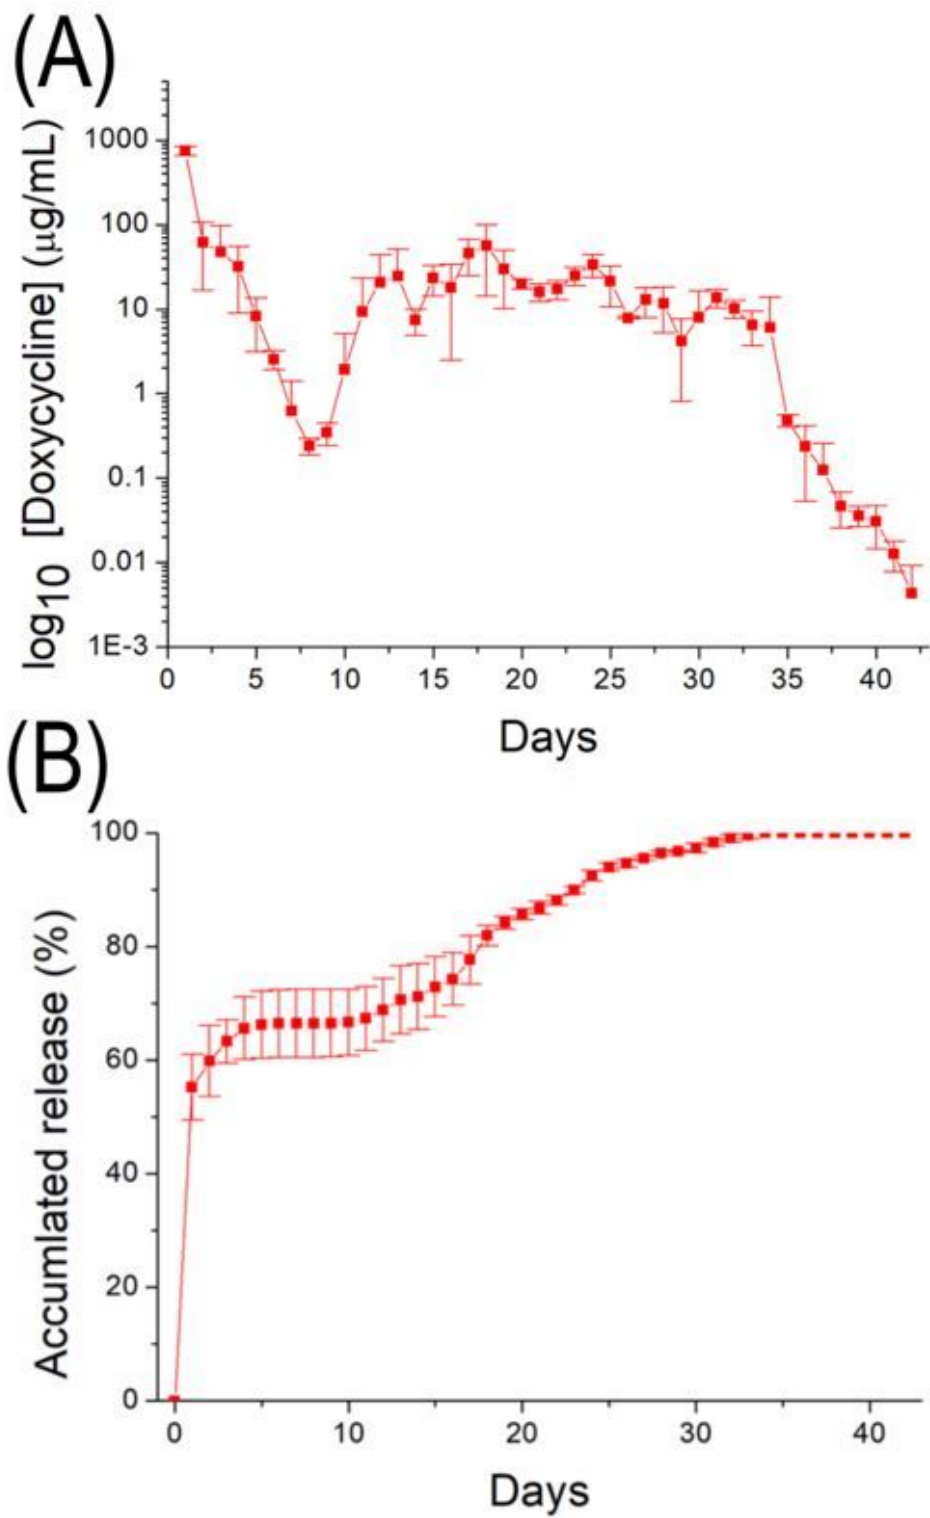 (A)
log10 [Doxycycline] (μg/mL)
1000
100
10
1
0.1
0.01
1E-3
0 5 10 15 20 25 30 35 40
Days
(B)
Accumlated release (%)
100
80
60
40
20
0
0 10 20 30 40
Days